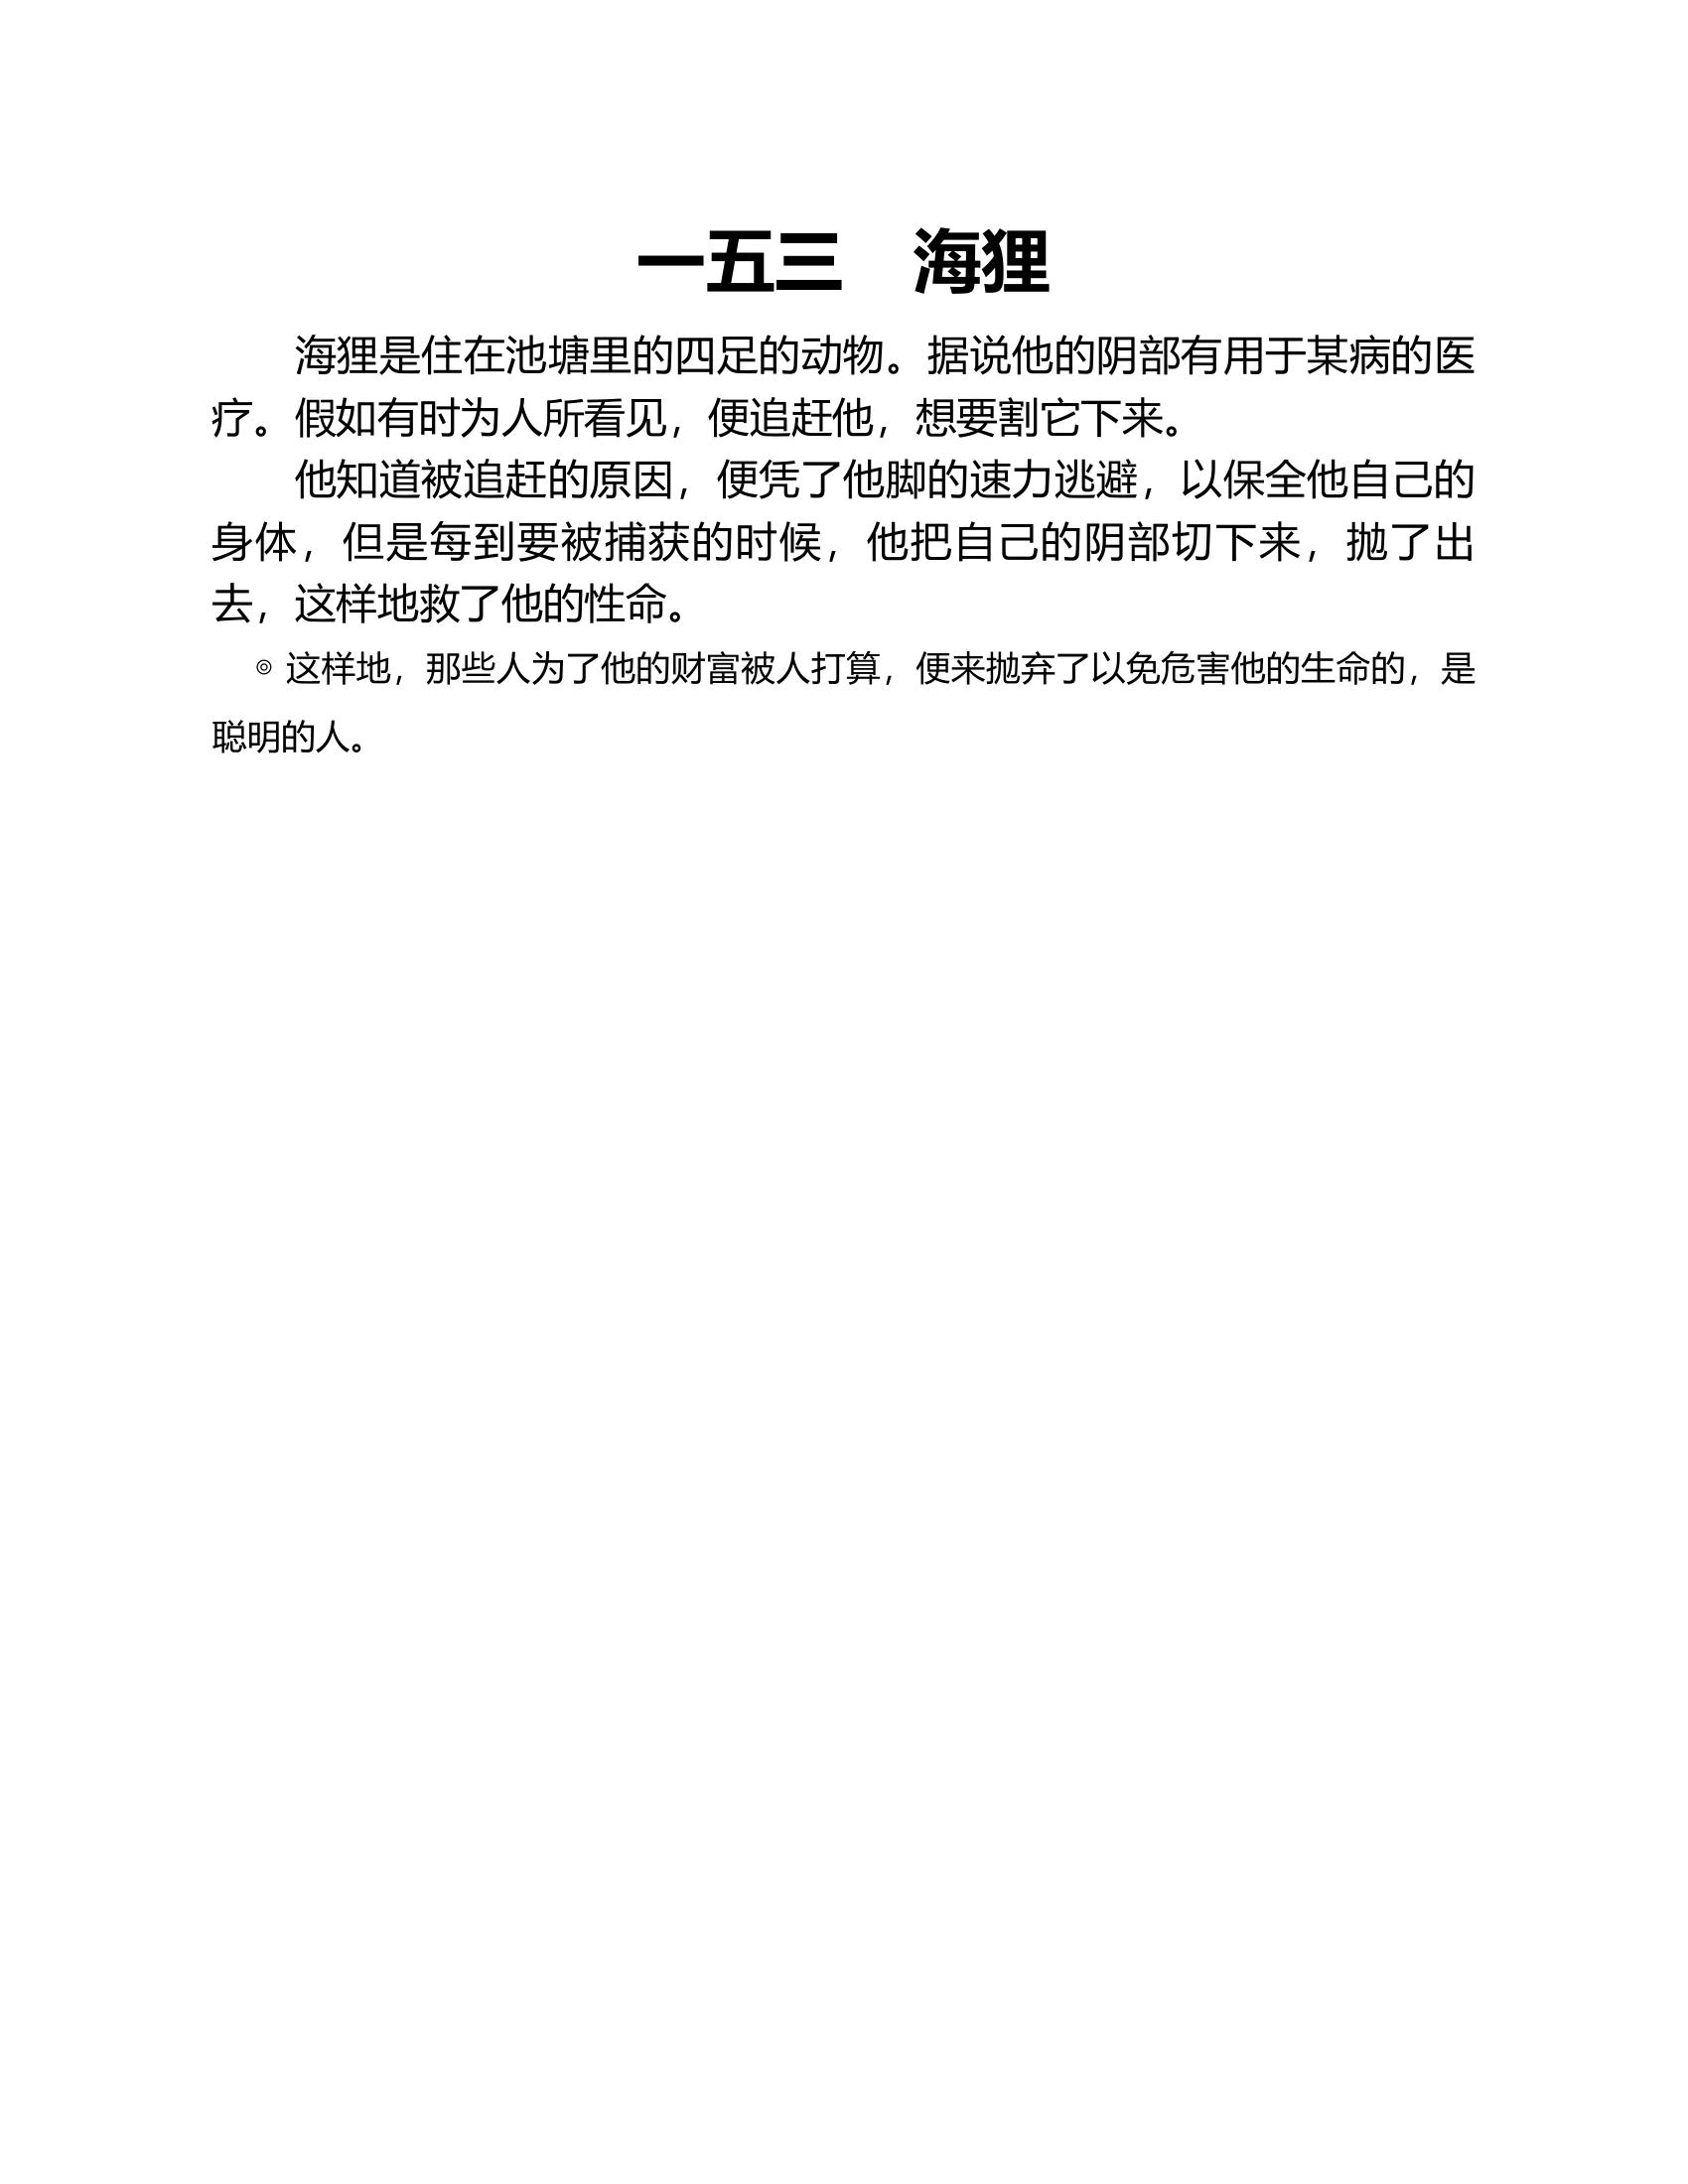 一五三　海狸
海狸是住在池塘里的四足的动物。据说他的阴部有用于某病的医
疗。假如有时为人所看见，便追赶他，想要割它下来。
他知道被追赶的原因，便凭了他脚的速力逃避，以保全他自己的
身体，但是每到要被捕获的时候，他把自己的阴部切下来，抛了出
去，这样地救了他的性命。
◎ 这样地，那些人为了他的财富被人打算，便来抛弃了以免危害他的生命的，是
聪明的人。